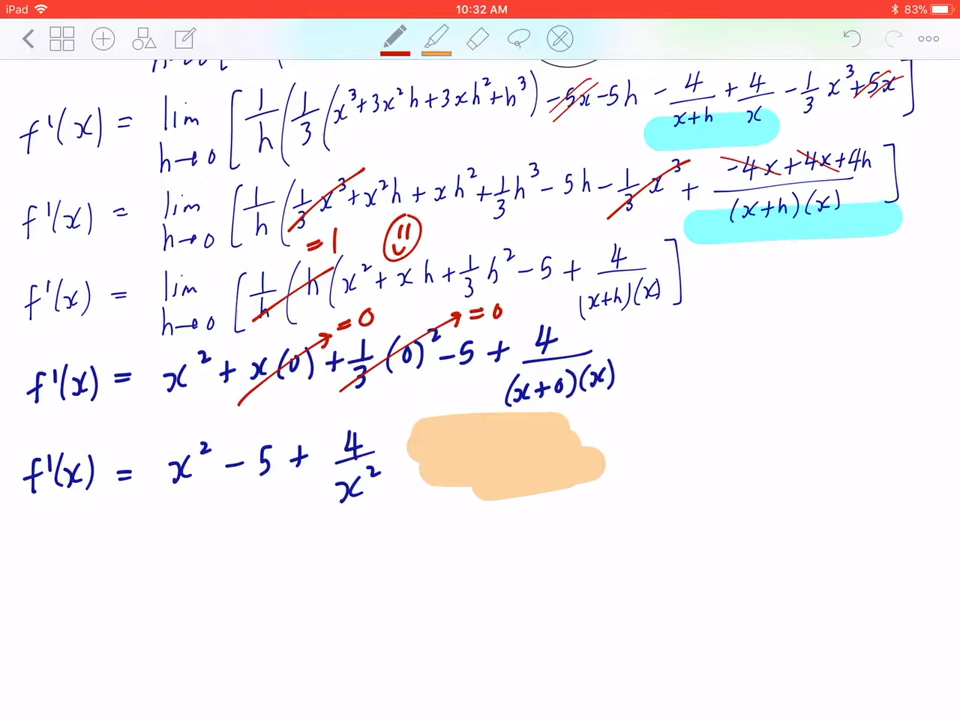 iPad 10:32 AM 83%
f'(x) = lim h→0 [1/h (1/3 (x³+3x²h+3xh²+h³) -5x-5h - 4/(x+h) + 4/x - 1/3 x³+5x]
f'(x) = lim h→0 [1/h (1/3 x³+x²h+xh²+1/3 h³-5h-1/3 x³ + (-4x+4x+4h)/((x+h)(x))]
=1
f'(x) = lim h→0 [1/h (h (x²+xh+1/3 h²-5+4/((x+h)(x))]
=0 =0
f'(x) = x²+x(0)+1/3 (0)²-5+4/((x+0)(x))
f'(x) = x²-5+4/x²